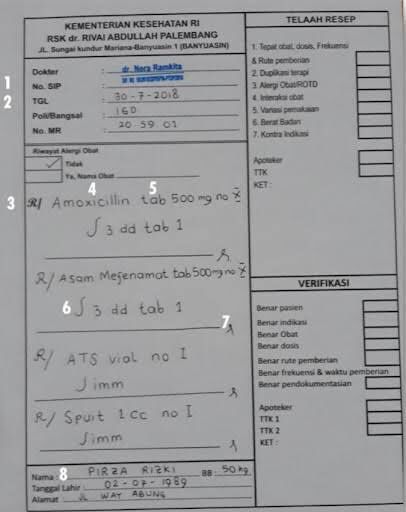 KEMENTERIAN KESEHATAN RI
RSK dr. RIVAI ABDULLAH PALEMBANG
JL. Sungai kundur Mariana-Banyuasin 1 (BANYUASIN)
Dokter : dr. Nora Ramkita
1 No. SIP :
2 TGL : 30-7-2018
Poli/Bangsal : IGD
No. MR : 20.59.01
Riwayat Alergi Obat
✓ Tidak
Ya, Nama Obat
4 5
3 R/ Amoxicillin tab 500 mg no X
∫ 3 dd tab 1
R/ Asam Mefenamat tab 500mg no X
6 ∫ 3 dd tab 1
7
R/ ATS vial no I
∫ imm
R/ Spuit 1 cc no I
∫ imm
8
Nama : PIRZA RIZKI BB : 50 kg
Tanggal Lahir : 02-07-1989
Alamat : JL WAY ABUNG
TELAAH RESEP
1. Tepat obat, dosis, Frekuensi
& Rute pemberian
2. Duplikasi terapi
3. Alergi Obat/ROTD
4. Interaksi obat
5. Variasi pemakaian
6. Berat Badan
7. Kontra Indikasi
Apoteker
TTK
KET :
VERIFIKASI
Benar pasien
Benar indikasi
Benar Obat
Benar dosis
Benar rute pemberian
Benar frekuensi & waktu pemberian
Benar pendokumentasian
Apoteker
TTK 1
TTK 2
KET :